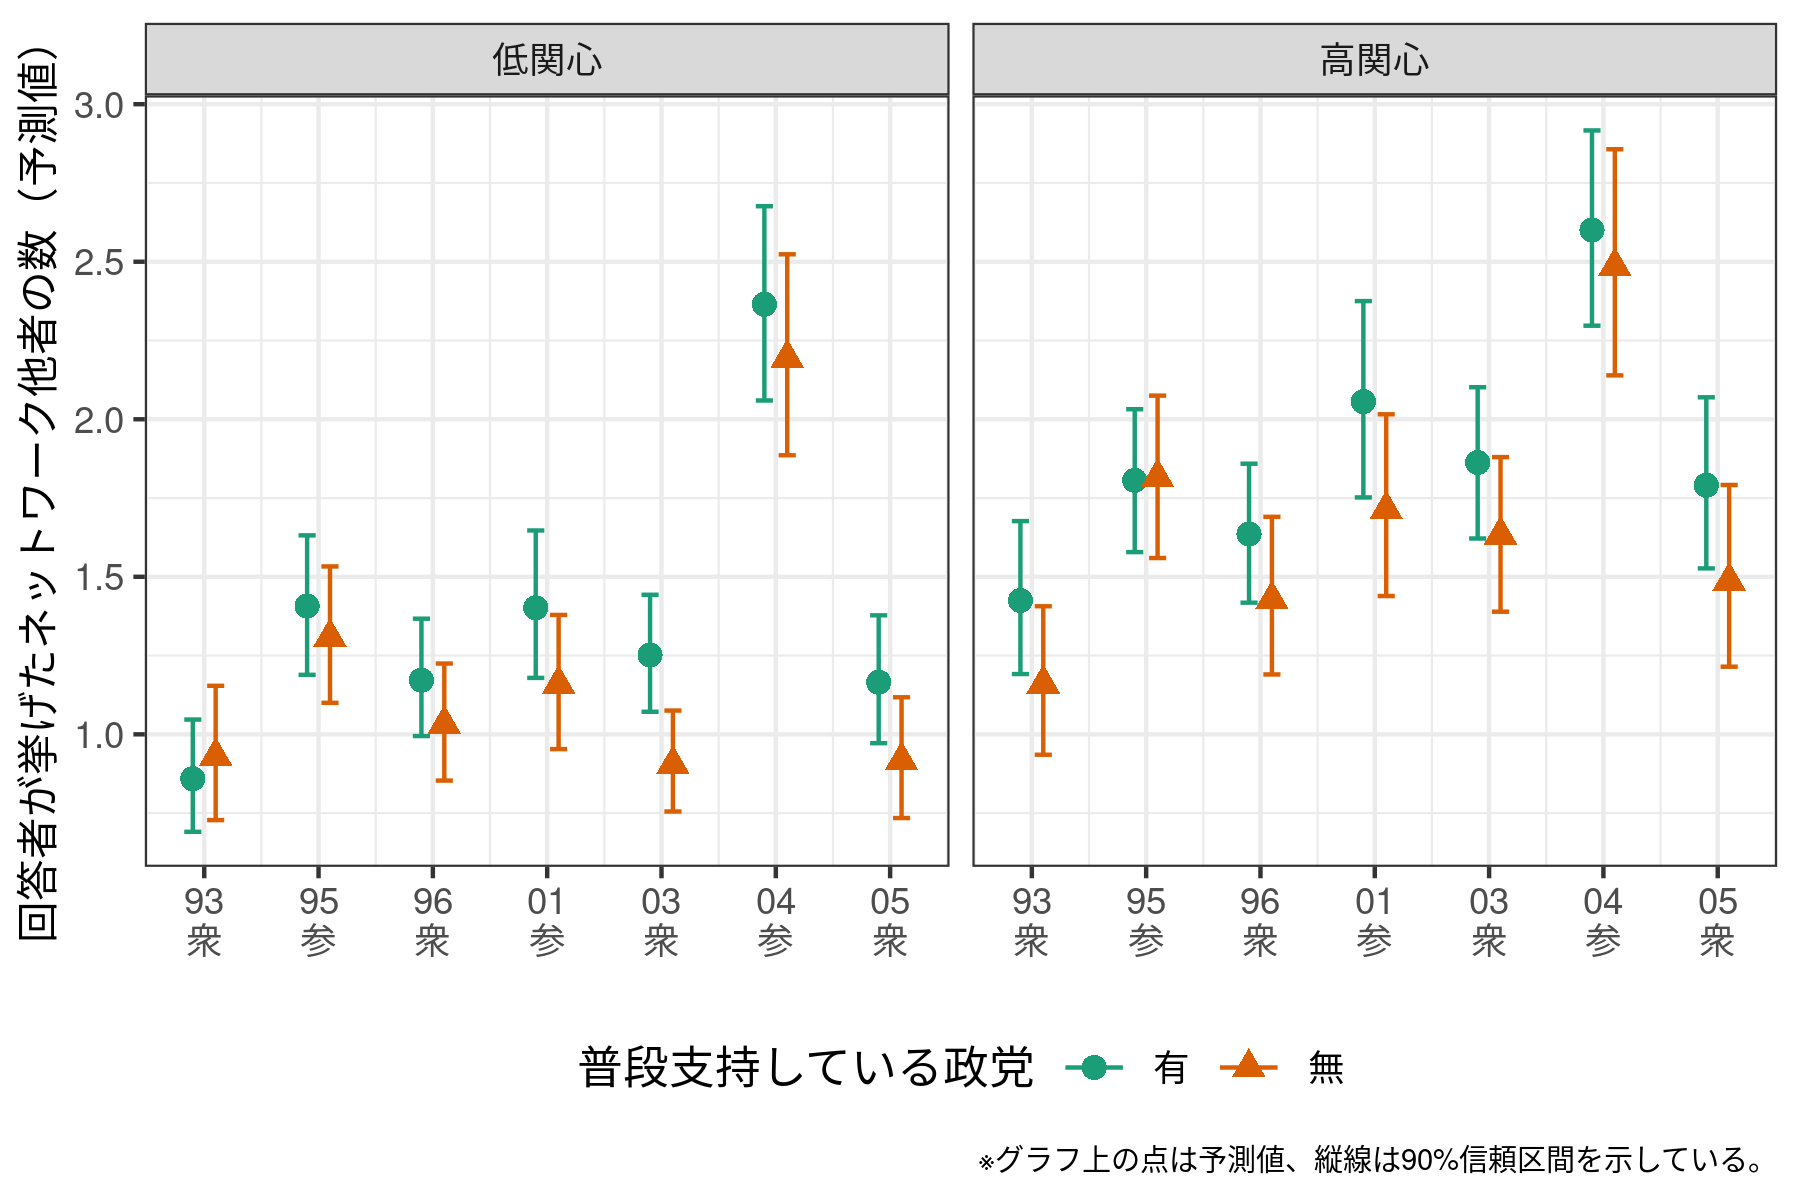 低関心
高関心
回答者が挙げたネットワーク他者の数（予測値）
3.0
2.5
2.0
1.5
1.0
93 95 96 01 03 04 05
衆 参 衆 参 衆 参 衆
93 95 96 01 03 04 05
衆 参 衆 参 衆 参 衆
普段支持している政党 有 無
※グラフ上の点は予測値、縦線は90%信頼区間を示している。